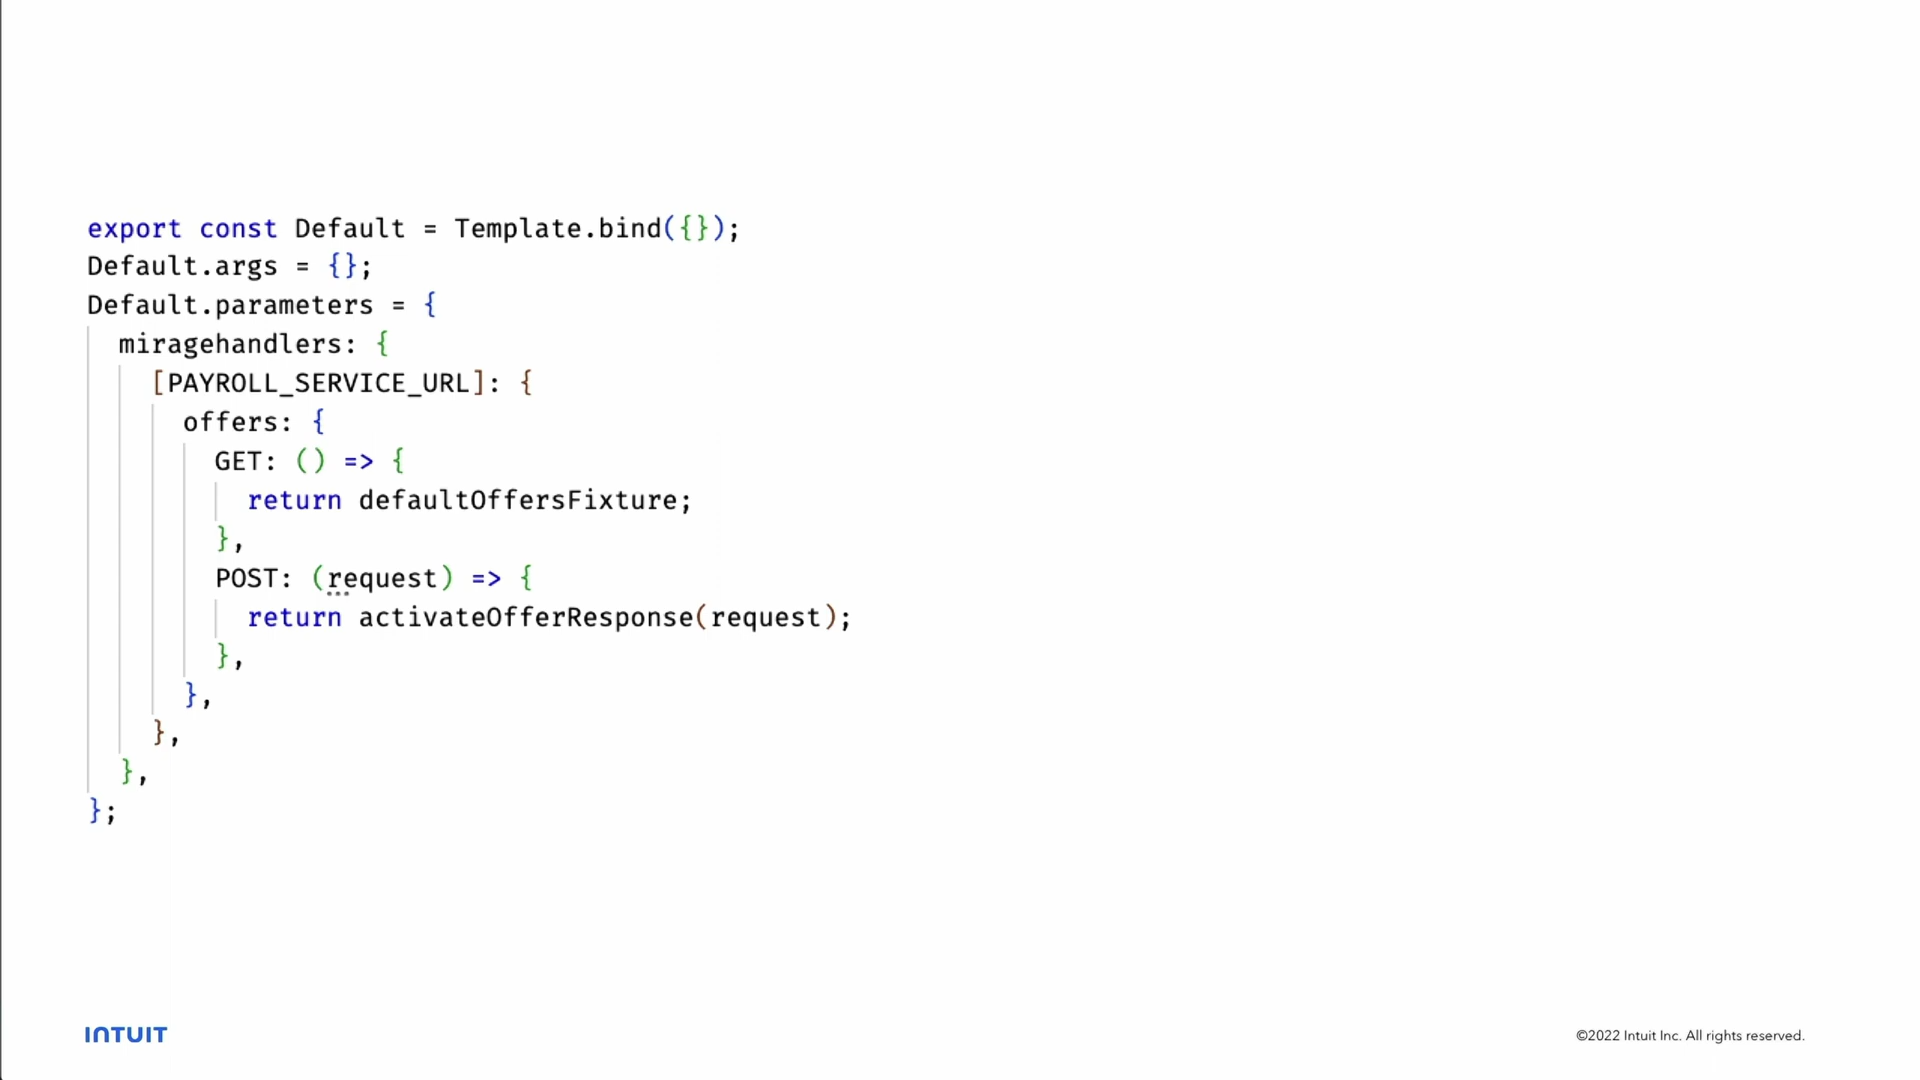 export const Default = Template.bind({});
Default.args = {};
Default.parameters = {
  miragehandlers: {
    [PAYROLL_SERVICE_URL]: {
      offers: {
        GET: () => {
          return defaultOffersFixture;
        },
        POST: (request) => {
          return activateOfferResponse(request);
        },
      },
    },
  },
};
INTUIT
©2022 Intuit Inc. All rights reserved.